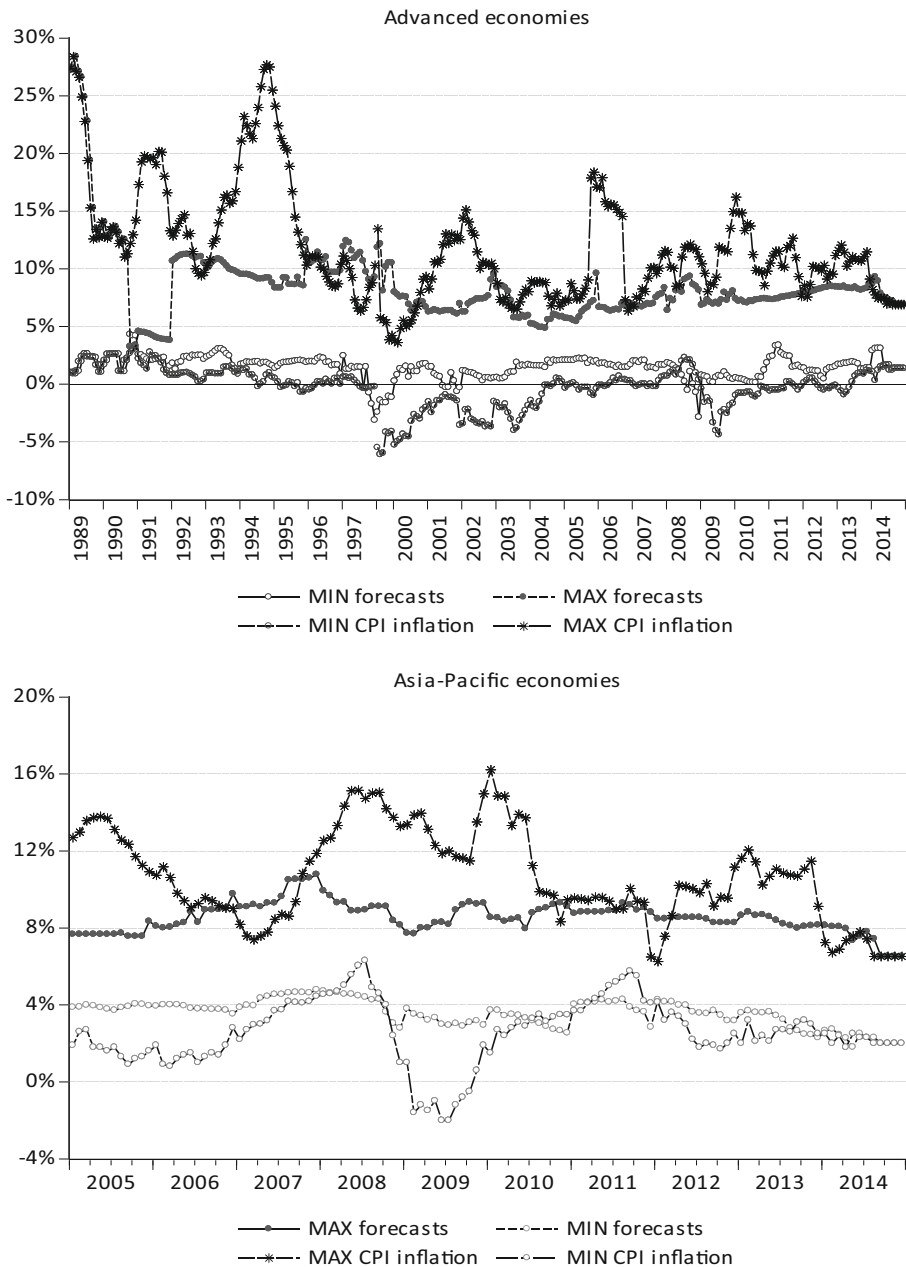 Advanced economies
30%
25%
20%
15%
10%
5%
0%
-5%
-10%
1989 1990 1991 1992 1993 1994 1995 1996 1997 2000 2001 2002 2003 2004 2005 2006 2007 2008 2009 2010 2011 2012 2013 2014
MIN forecasts MAX forecasts
MIN CPI inflation MAX CPI inflation
Asia-Pacific economies
20%
16%
12%
8%
4%
0%
-4%
2005 2006 2007 2008 2009 2010 2011 2012 2013 2014
MAX forecasts MIN forecasts
MAX CPI inflation MIN CPI inflation